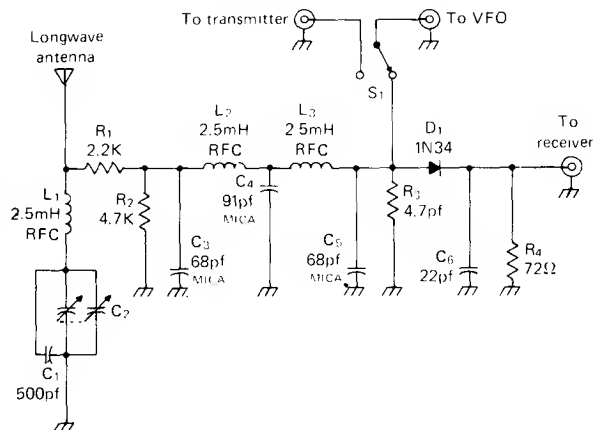 To transmitter
To VFO
Longwave
antenna
S1
L2
2.5mH
RFC
L3
2.5mH
RFC
D1
1N34
To
receiver
R1
2.2K
L1
2.5mH
RFC
R2
4.7K
C4
91pf
MICA
C3
68pf
MICA
C5
68pf
MICA
R3
4.7pf
C6
22pf
R4
72Ω
C2
C1
500pf